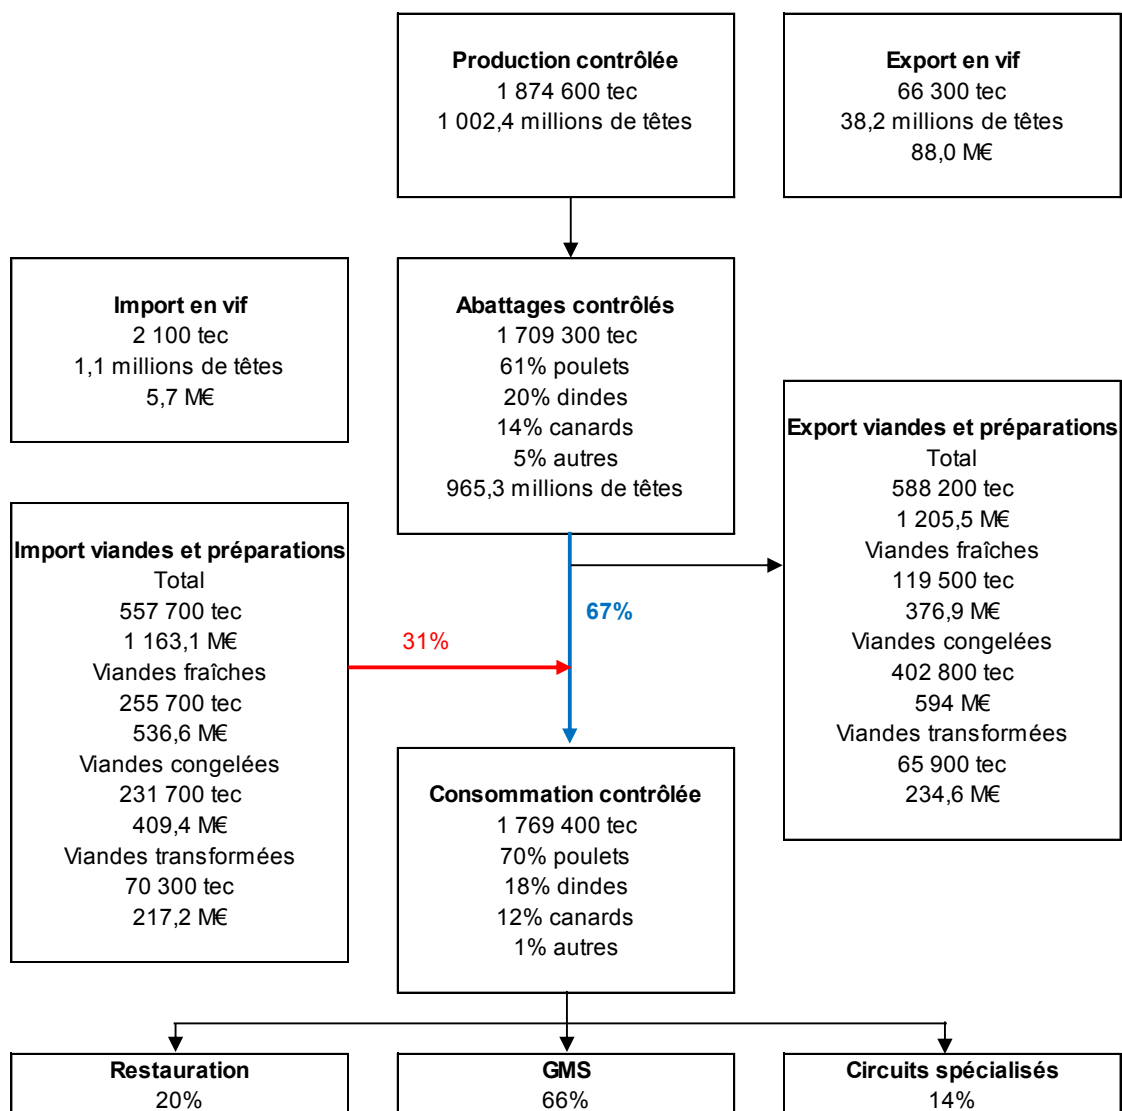 Production contrôlée
1 874 600 tec
1 002,4 millions de têtes
Export en vif
66 300 tec
38,2 millions de têtes
88,0 M€
Import en vif
2 100 tec
1,1 millions de têtes
5,7 M€
Abattages contrôlés
1 709 300 tec
61% poulets
20% dindes
14% canards
5% autres
965,3 millions de têtes
Export viandes et préparations
Total
588 200 tec
1 205,5 M€
Viandes fraîches
119 500 tec
376,9 M€
Viandes congelées
402 800 tec
594 M€
Viandes transformées
65 900 tec
234,6 M€
Import viandes et préparations
Total
557 700 tec
1 163,1 M€
Viandes fraîches
255 700 tec
536,6 M€
Viandes congelées
231 700 tec
409,4 M€
Viandes transformées
70 300 tec
217,2 M€
67%
31%
Consommation contrôlée
1 769 400 tec
70% poulets
18% dindes
12% canards
1% autres
Restauration
20%
GMS
66%
Circuits spécialisés
14%